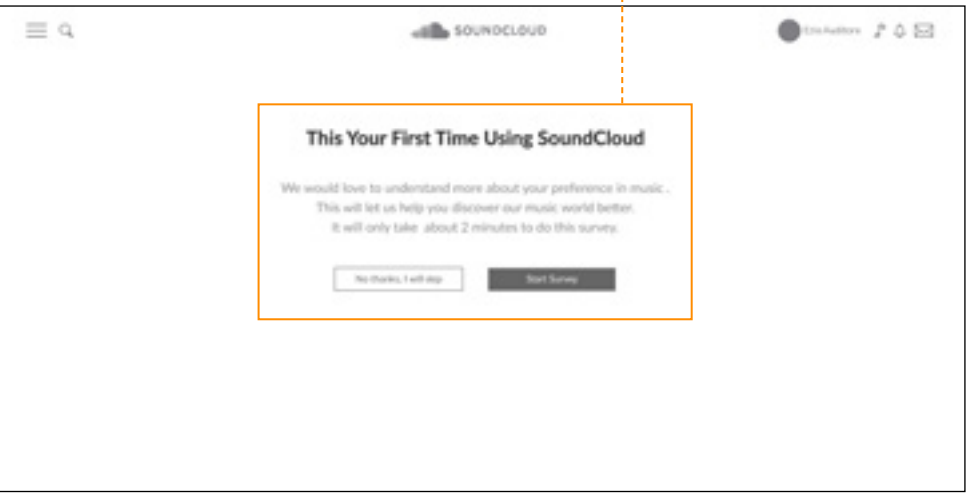 SOUNDCLOUD
Ezio Auditore
This Your First Time Using SoundCloud
We would love to understand more about your preference in music .
This will let us help you discover our music world better.
It will only take about 2 minutes to do this survey.
No thanks, I will skip
Start Survey